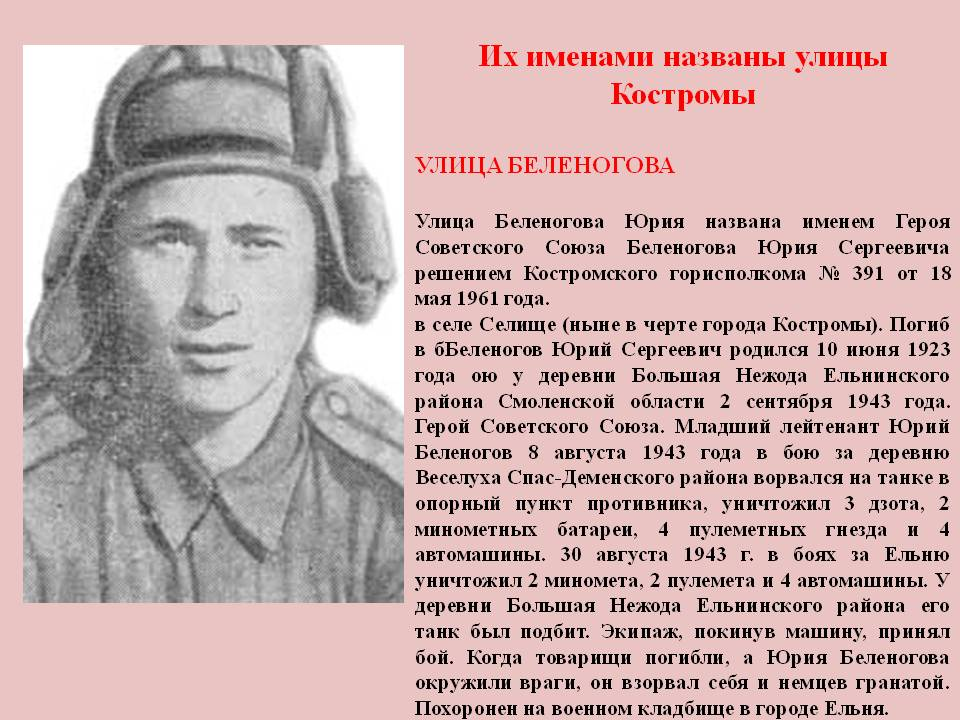 Их именами названы улицы
Костромы
УЛИЦА БЕЛЕНОГОВА
Улица Беленогова Юрия названа именем Героя
Советского Союза Беленогова Юрия Сергеевича
решением Костромского горисполкома № 391 от 18
мая 1961 года.
в селе Селище (ныне в черте города Костромы). Погиб
в бБеленогов Юрий Сергеевич родился 10 июня 1923
года ою у деревни Большая Нежода Ельнинского
района Смоленской области 2 сентября 1943 года.
Герой Советского Союза. Младший лейтенант Юрий
Беленогов 8 августа 1943 года в бою за деревню
Веселуха Спас-Деменского района ворвался на танке в
опорный пункт противника, уничтожил 3 дзота, 2
минометных батареи, 4 пулеметных гнезда и 4
автомашины. 30 августа 1943 г. в боях за Ельню
уничтожил 2 миномета, 2 пулемета и 4 автомашины. У
деревни Большая Нежода Ельнинского района его
танк был подбит. Экипаж, покинув машину, принял
бой. Когда товарищи погибли, а Юрия Беленогова
окружили враги, он взорвал себя и немцев гранатой.
Похоронен на военном кладбище в городе Ельня.